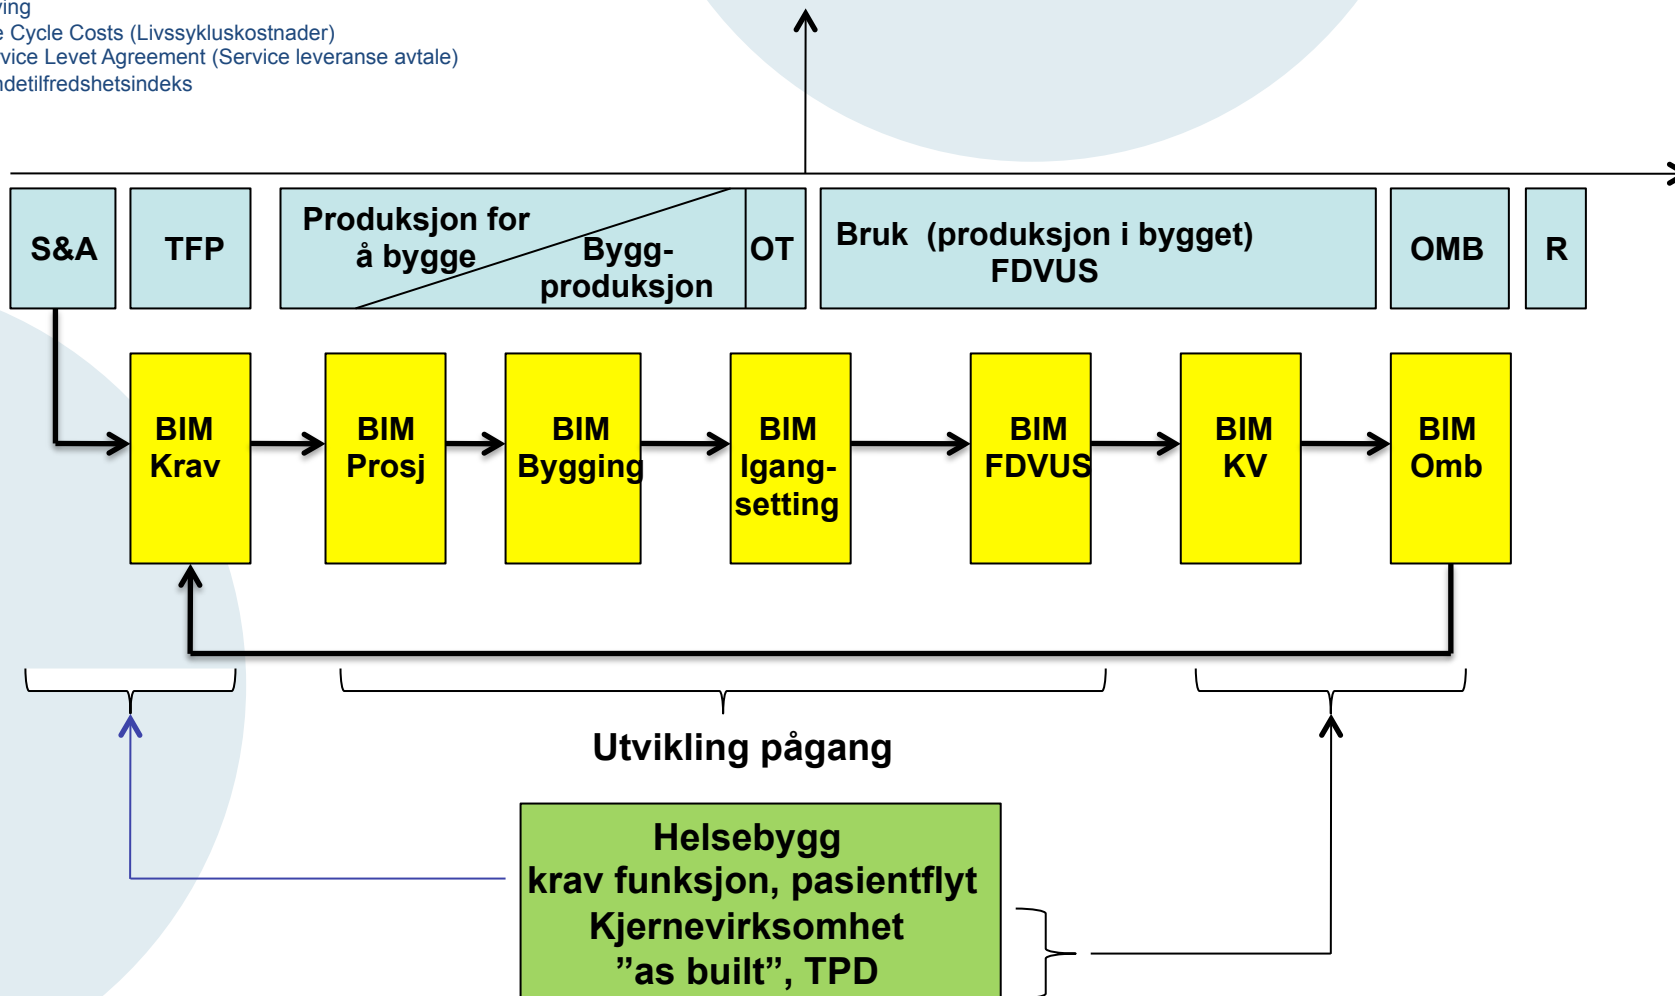 Cycle Costs (Livssykluskostnader)
Levet Agreement (Service leveranse avtale)
S&A
TFP
Produksjon for
å bygge
Bygg-
produksjon
OT
Bruk (produksjon i bygget)
FDVUS
OMB
R
BIM
Krav
BIM
Prosj
BIM
Bygging
BIM
Igang-
setting
BIM
FDVUS
BIM
KV
BIM
Omb
Utvikling pågang
Helsebygg
krav funksjon, pasientflyt
Kjernevirksomhet
”as built”, TPD